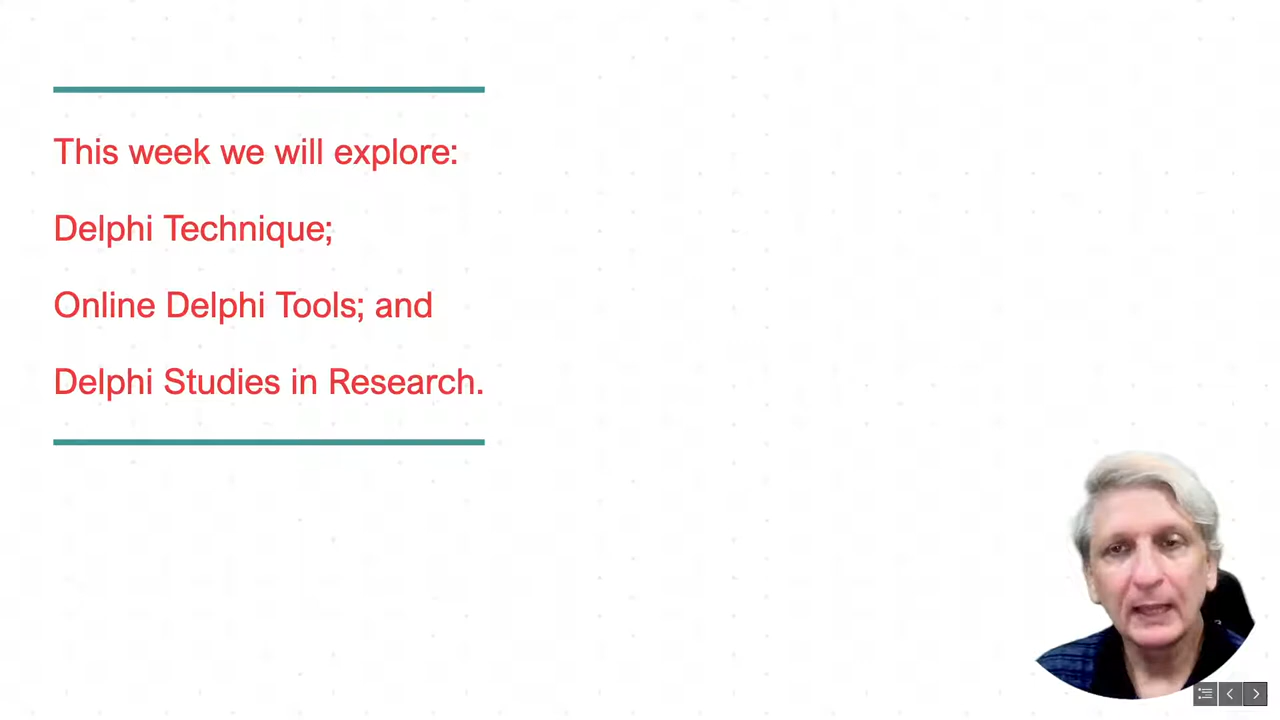 This week we will explore:
Delphi Technique;
Online Delphi Tools; and
Delphi Studies in Research.